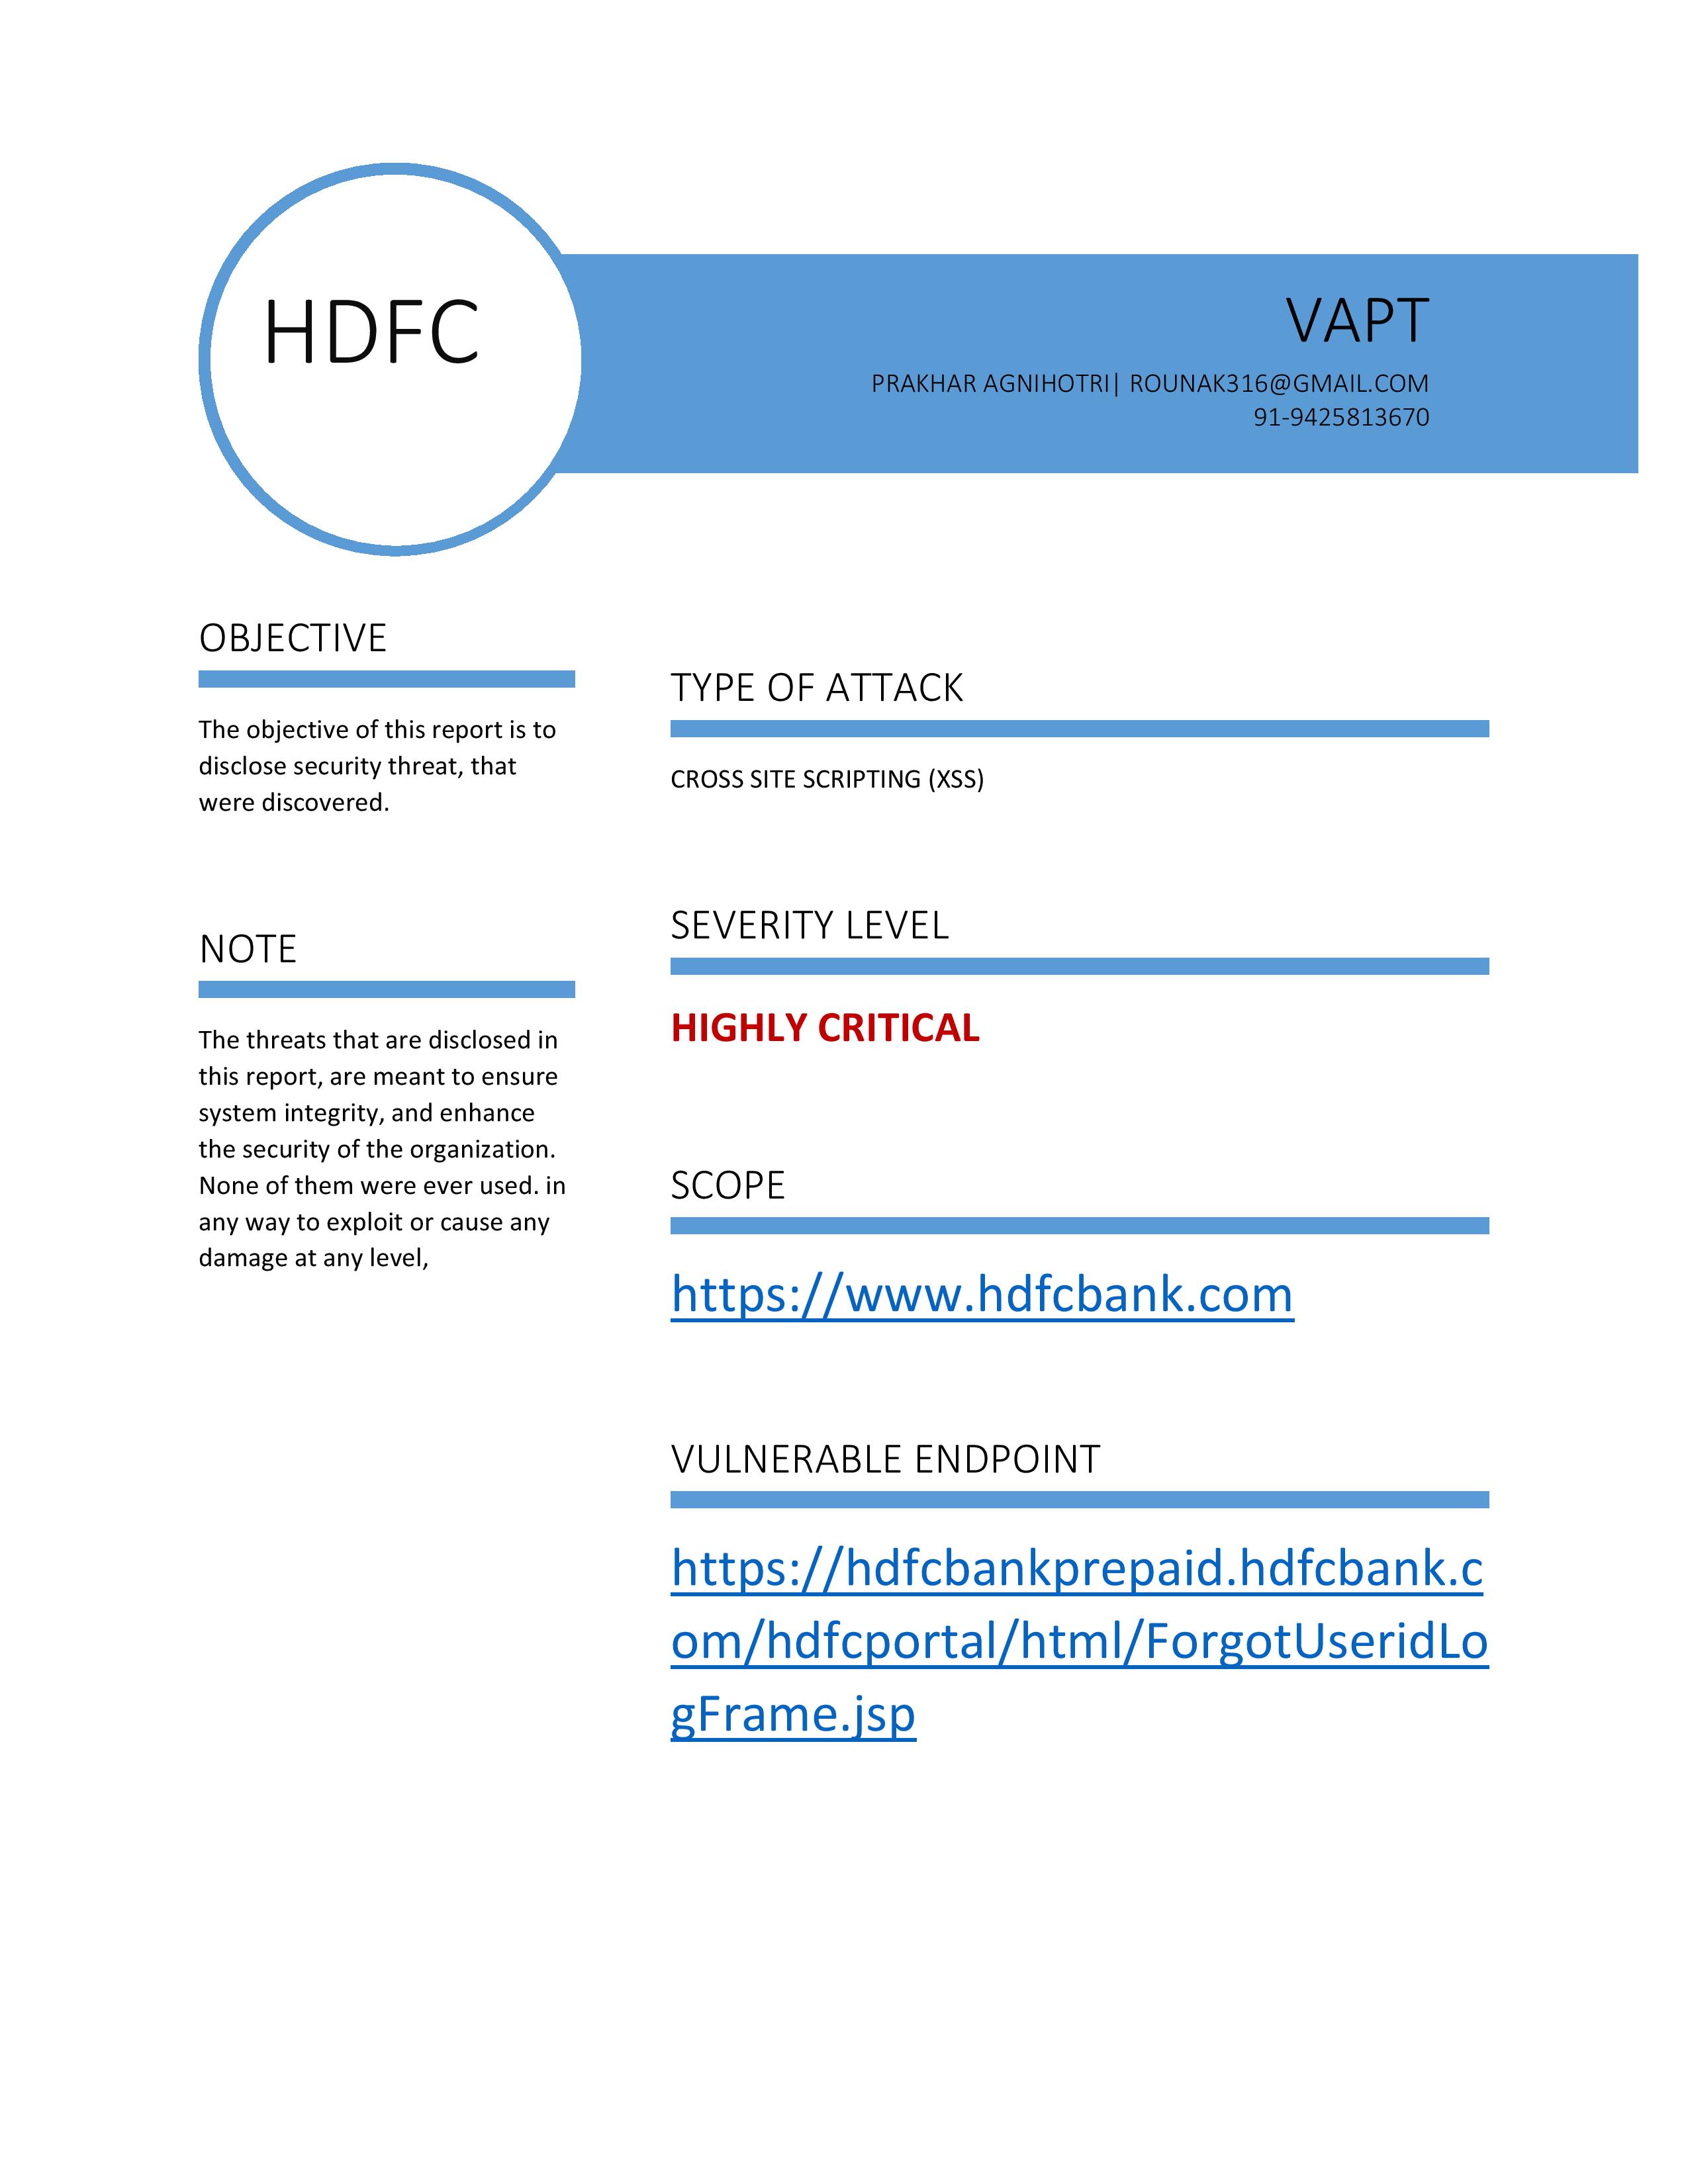 HDFC
VAPT
PRAKHAR AGNIHOTRI| ROUNAK316@GMAIL.COM
91-9425813670
OBJECTIVE
The objective of this report is to
disclose security threat, that
were discovered.
NOTE
The threats that are disclosed in
this report, are meant to ensure
system integrity, and enhance
the security of the organization.
None of them were ever used. in
any way to exploit or cause any
damage at any level,
TYPE OF ATTACK
CROSS SITE SCRIPTING (XSS)
SEVERITY LEVEL
HIGHLY CRITICAL
SCOPE
https://www.hdfcbank.com
VULNERABLE ENDPOINT
https://hdfcbankprepaid.hdfcbank.c
om/hdfcportal/html/ForgotUseridLo
gFrame.jsp